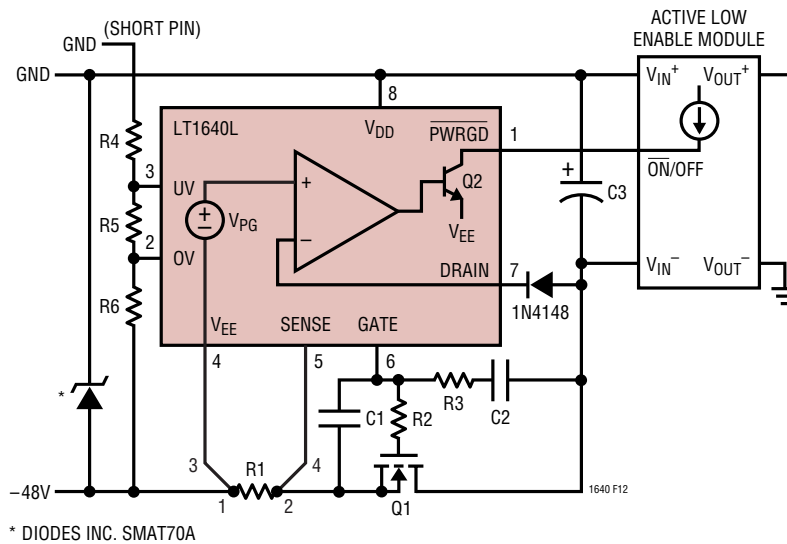 ACTIVE LOW
ENABLE MODULE
(SHORT PIN)
GND
GND
8
LT1640L
V_DD
PWRGD
1
V_IN+
V_OUT+
R4
3
UV
+
−
V_PG
+
−
Q2
V_EE
ON/OFF
+
C3
R5
2
OV
R6
DRAIN
7
1N4148
V_IN−
V_OUT−
V_EE
SENSE
GATE
4
5
6
*
C1
R2
R3
C2
3
R1
4
−48V
1
2
Q1
1640 F12
* DIODES INC. SMAT70A